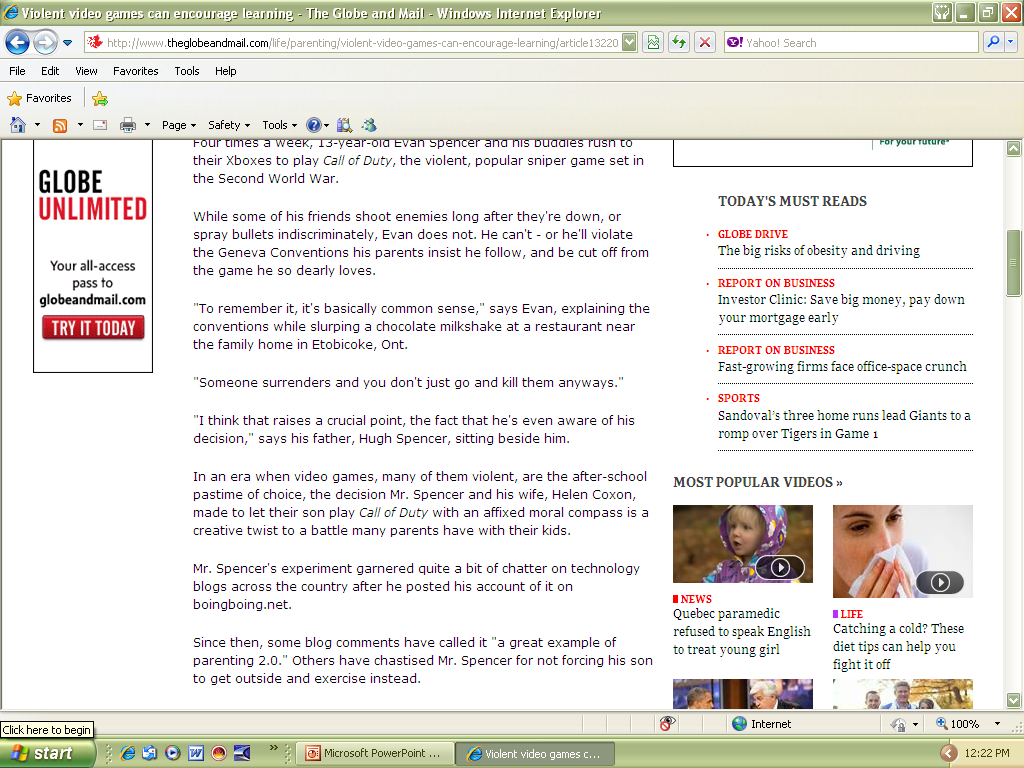 Violent video games can encourage learning - The Globe and Mail - Windows Internet Explorer
http://www.theglobeandmail.com/life/parenting/violent-video-games-can-encourage-learning/article13220
Yahoo! Search
File Edit View Favorites Tools Help
Favorites
Page Safety Tools
GLOBE
UNLIMITED
Your all-access
pass to
globeandmail.com
TRY IT TODAY
Four times a week, 13-year-old Evan Spencer and his buddies rush to
their Xboxes to play Call of Duty, the violent, popular sniper game set in
the Second World War.
While some of his friends shoot enemies long after they're down, or
spray bullets indiscriminately, Evan does not. He can't - or he'll violate
the Geneva Conventions his parents insist he follow, and be cut off from
the game he so dearly loves.
"To remember it, it's basically common sense," says Evan, explaining the
conventions while slurping a chocolate milkshake at a restaurant near
the family home in Etobicoke, Ont.
"Someone surrenders and you don't just go and kill them anyways."
"I think that raises a crucial point, the fact that he's even aware of his
decision," says his father, Hugh Spencer, sitting beside him.
In an era when video games, many of them violent, are the after-school
pastime of choice, the decision Mr. Spencer and his wife, Helen Coxon,
made to let their son play Call of Duty with an affixed moral compass is a
creative twist to a battle many parents have with their kids.
Mr. Spencer's experiment garnered quite a bit of chatter on technology
blogs across the country after he posted his account of it on
boingboing.net.
Since then, some blog comments have called it "a great example of
parenting 2.0." Others have chastised Mr. Spencer for not forcing his son
to get outside and exercise instead.
For your future
TODAY'S MUST READS
GLOBE DRIVE
The big risks of obesity and driving
REPORT ON BUSINESS
Investor Clinic: Save big money, pay down
your mortgage early
REPORT ON BUSINESS
Fast-growing firms face office-space crunch
SPORTS
Sandoval's three home runs lead Giants to a
romp over Tigers in Game 1
MOST POPULAR VIDEOS »
NEWS
Quebec paramedic
refused to speak English
to treat young girl
LIFE
Catching a cold? These
diet tips can help you
fight it off
Click here to begin
Internet
100%
start
Microsoft PowerPoint ...
Violent video games c...
12:22 PM